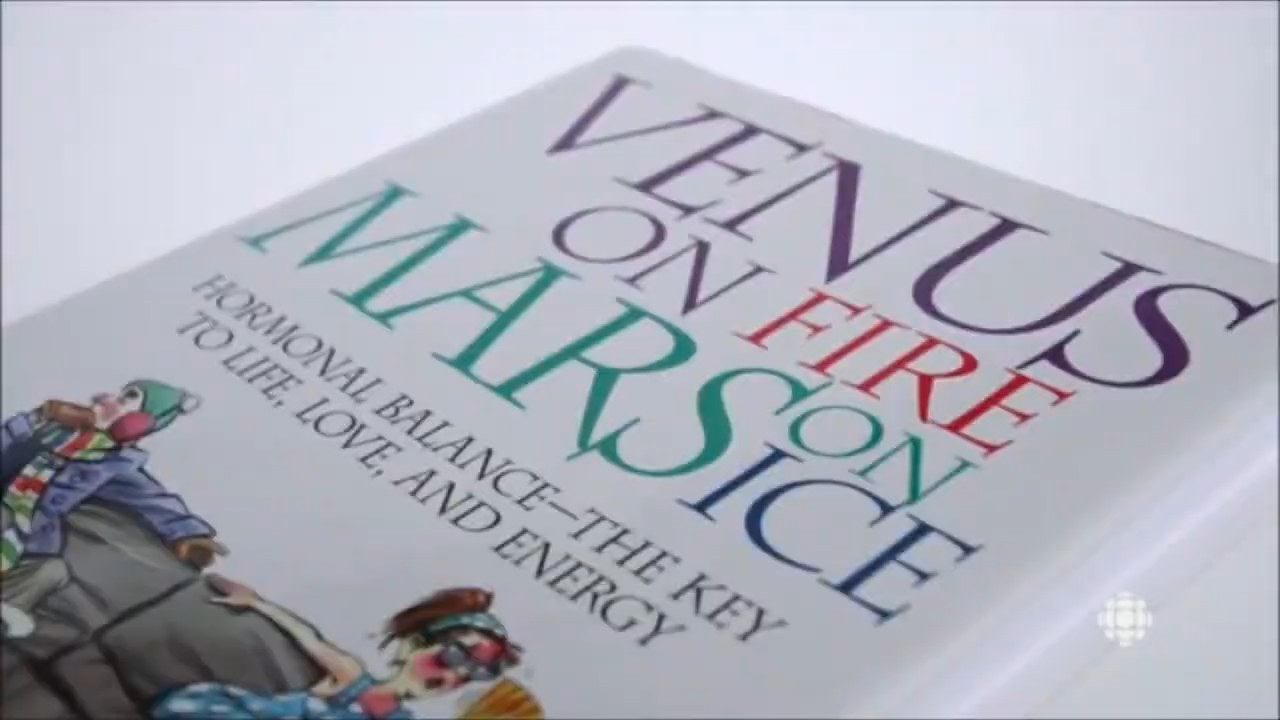 VENUS
ON FIRE
MARS ON
ICE
HORMONAL BALANCE—THE KEY
TO LIFE, LOVE, AND ENERGY